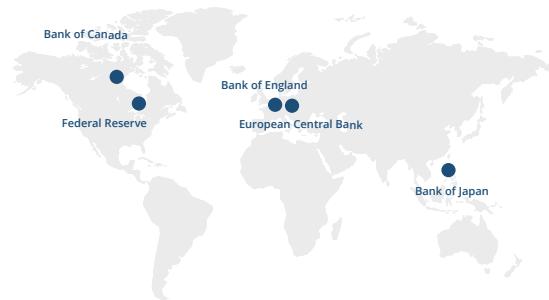 Bank of Canada
Bank of England
Federal Reserve
European Central Bank
Bank of Japan